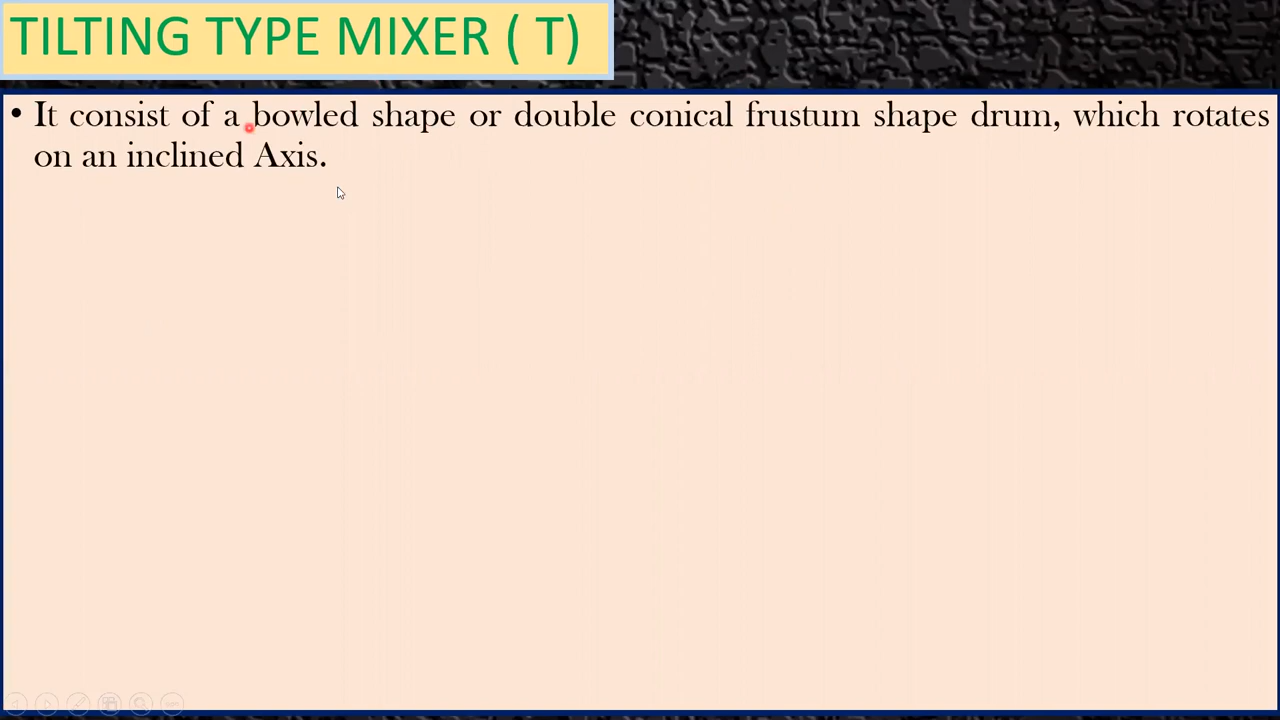 TILTING TYPE MIXER ( T)
• It consist of a bowled shape or double conical frustum shape drum, which rotates
on an inclined Axis.